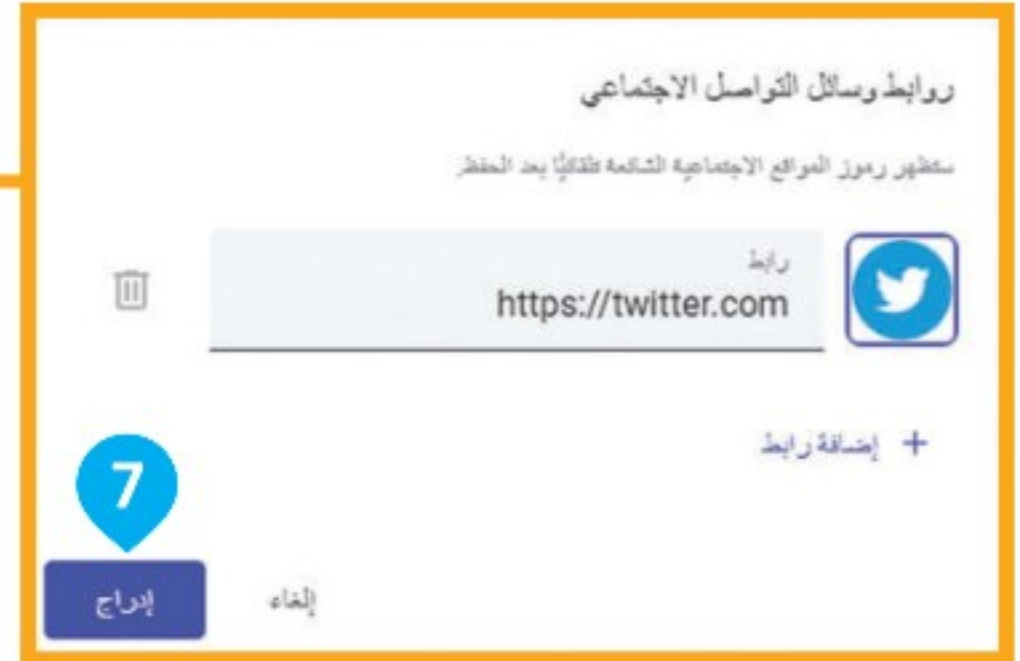 روابط وسائل التواصل الاجتماعي
ستظهر رموز المواقع الاجتماعية الشائعة تلقائيًا بعد الحفظ
رابط
https://twitter.com
+ إضافة رابط
7
إلغاء
إدراج